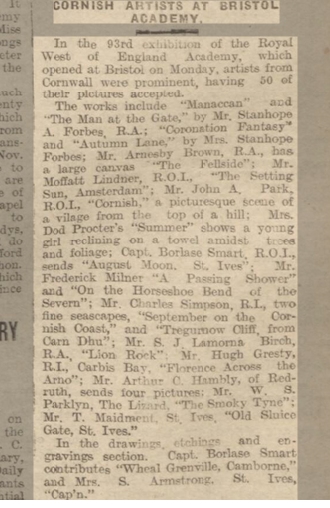 CORNISH ARTISTS AT BRISTOL
ACADEMY.
In the 93rd exhibition of the Royal
West of England Academy, which
opened at Bristol on Monday, artists from
Cornwall were prominent, having 50 of
their pictures accepted.
The works include "Manaccan" and
"The Man at the Gate," by Mr. Stanhope
A. Forbes, R.A.; "Coronation Fantasy"
and "Autumn Lane," by Mrs. Stanhope
Forbes; Mr. Arnesby Brown, R.A., has
a large canvas "The Fellside"; Mr.
Moffatt Lindner, R.O.I., "The Setting
Sun, Amsterdam"; Mr. John A. Park,
R.O.I., "Cornish," a picturesque scene of
a vilage from the top of a hill; Mrs.
Dod Procter's "Summer" shows a young
girl reclining on a towel amidst trees
and foliage; Capt. Borlase Smart, R.O.I.,
sends "August Moon, St. Ives"; Mr.
Frederick Milner "A Passing Shower"
and "On the Horseshoe Bend of the
Severn"; Mr. Charles Simpson, R.I., two
fine seascapes, "September on the Cor-
nish Coast," and "Tregurnow Cliff, from
Carn Dhu"; Mr. S. J. Lamorna Birch,
R.A., "Lion Rock"; Mr. Hugh Gresty,
R.I., Carbis Bay, "Florence Across the
Arno"; Mr. Arthur C. Hambly, of Red-
ruth, sends four pictures; Mr. W. S.
Parklyn, The Lizard, "The Smoky Tyne";
Mr. T. Maidment, St. Ives, "Old Sluice
Gate, St. Ives."
In the drawings, etchings and en-
gravings section, Capt. Borlase Smart
contributes "Wheal Grenville, Camborne,"
and Mrs. S. Armstrong, St. Ives,
"Cap'n."